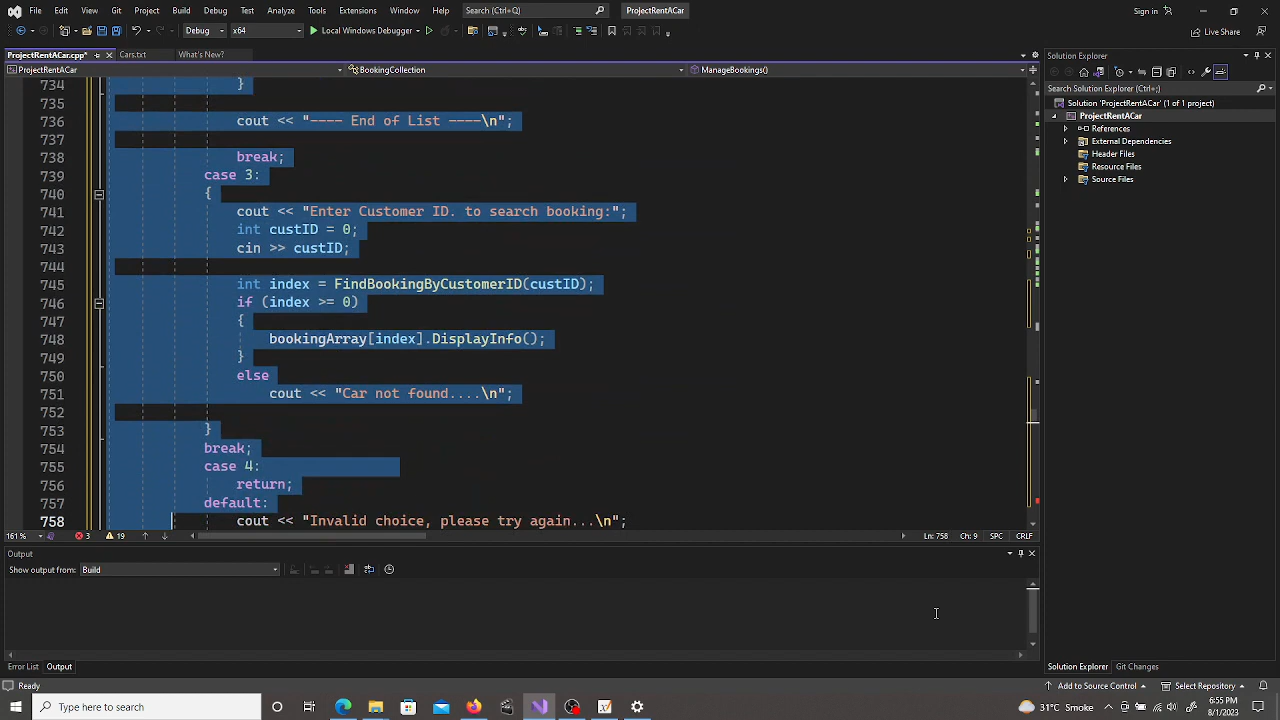 File Edit View Git Project Build Debug Test Analyze Tools Extensions Window Help Search (Ctrl+Q) ProjectRentACar Sign in
Debug x64 Local Windows Debugger Live Share
ProjectRentACar.cpp* Cars.txt What's New? Solution Explorer
ProjectRentACar BookingCollection ManageBookings()
Search Solution Explorer (Ctrl+;)
Solution 'ProjectRentACar' (1 of 1 project)
ProjectRentACar
References
External Dependencies
Header Files
Resource Files
Source Files
734 }
735
736 cout << "---- End of List ----\n";
737
738 break;
739 case 3:
740 {
741 cout << "Enter Customer ID. to search booking:";
742 int custID = 0;
743 cin >> custID;
744
745 int index = FindBookingByCustomerID(custID);
746 if (index >= 0)
747 {
748 bookingArray[index].DisplayInfo();
749 }
750 else
751 cout << "Car not found....\n";
752
753 }
754 break;
755 case 4:
756 return;
757 default:
758 cout << "Invalid choice, please try again...\n";
161 % 3 19 Ln: 758 Ch: 9 SPC CRLF
Output
Show output from: Build
Error List Output Solution Explorer Git Changes
Ready Add to Source Control Select Repository
Type here to search 31°C 6:55 PM
8/1/2023